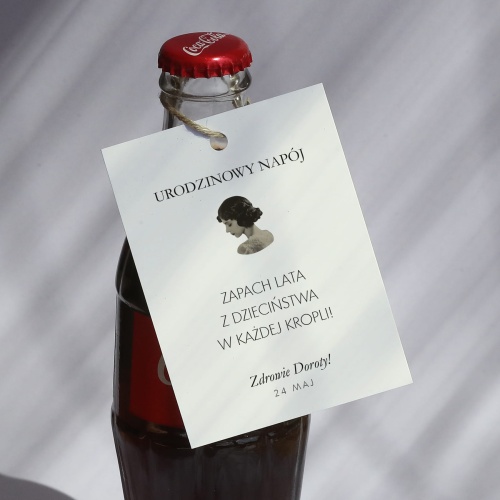 Coca-Cola
URODZINOWY NAPÓJ
ZAPACH LATA
Z DZIECIŃSTWA
W KAŻDEJ KROPLI!
Zdrowie Doroty!
24 MAJ